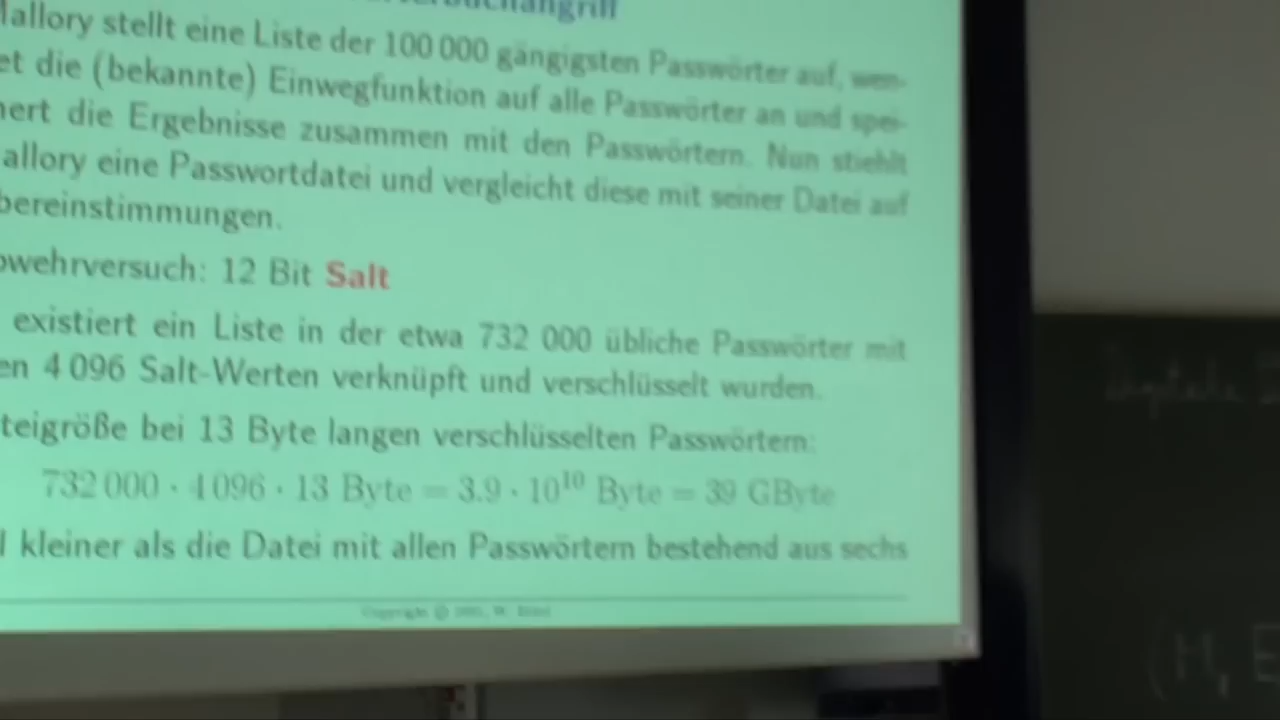 allory stellt eine Liste der 100 000 gängigsten Passwörter auf, wen-
et die (bekannte) Einwegfunktion auf alle Passwörter an und spei-
hert die Ergebnisse zusammen mit den Passwörtern. Nun stiehlt
allory eine Passwortdatei und vergleicht diese mit seiner Datei auf
bereinstimmungen.
wehrversuch: 12 Bit Salt
existiert ein Liste in der etwa 732 000 übliche Passwörter mit
en 4 096 Salt-Werten verknüpft und verschlüsselt wurden.
teigröße bei 13 Byte langen verschlüsselten Passwörtern:
732 000 · 4 096 · 13 Byte = 3.9 · 10¹⁰ Byte = 39 GByte
l kleiner als die Datei mit allen Passwörtern bestehend aus sechs
Copyright ©
(H, E